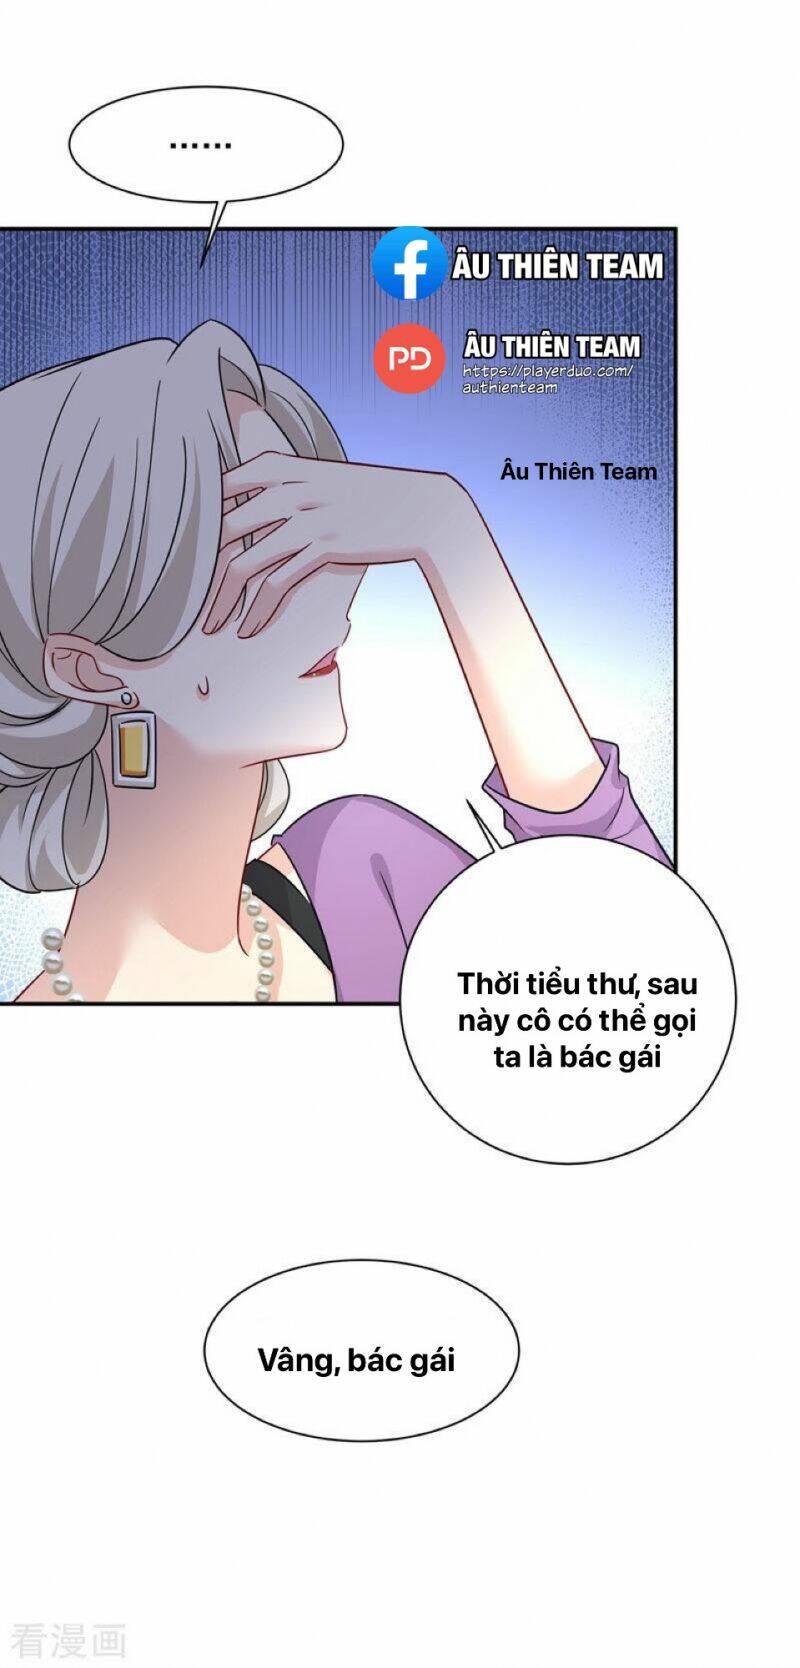 ......
ÂU THIÊN TEAM
PD
ÂU THIÊN TEAM
https://playerduo.com/
authienteam
Âu Thiên Team
Thời tiểu thư, sau
này cô có thể gọi
ta là bác gái
Vâng, bác gái
看漫画